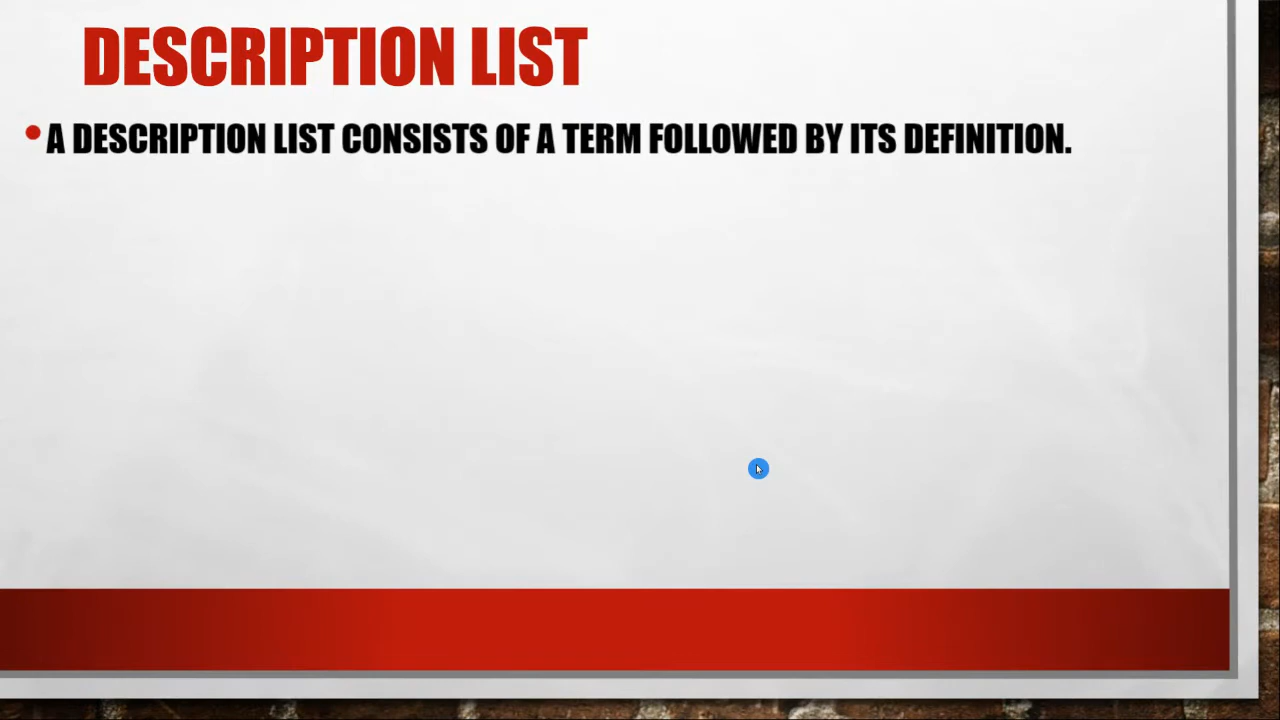 DESCRIPTION LIST
• A DESCRIPTION LIST CONSISTS OF A TERM FOLLOWED BY ITS DEFINITION.